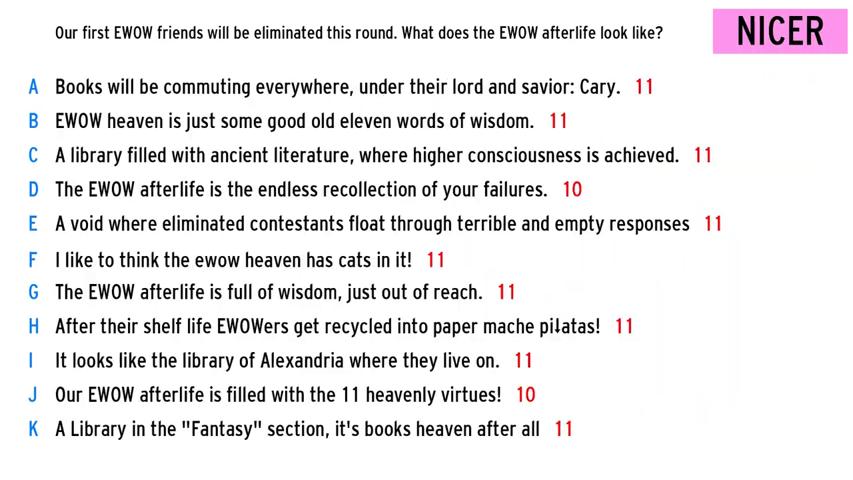 Our first EWOW friends will be eliminated this round. What does the EWOW afterlife look like?
NICER
A Books will be commuting everywhere, under their lord and savior: Cary. 11
B EWOW heaven is just some good old eleven words of wisdom. 11
C A library filled with ancient literature, where higher consciousness is achieved. 11
D The EWOW afterlife is the endless recollection of your failures. 10
E A void where eliminated contestants float through terrible and empty responses 11
F I like to think the ewow heaven has cats in it! 11
G The EWOW afterlife is full of wisdom, just out of reach. 11
H After their shelf life EWOWers get recycled into paper mache pi⸸atas! 11
I It looks like the library of Alexandria where they live on. 11
J Our EWOW afterlife is filled with the 11 heavenly virtues! 10
K A Library in the "Fantasy" section, it's books heaven after all 11